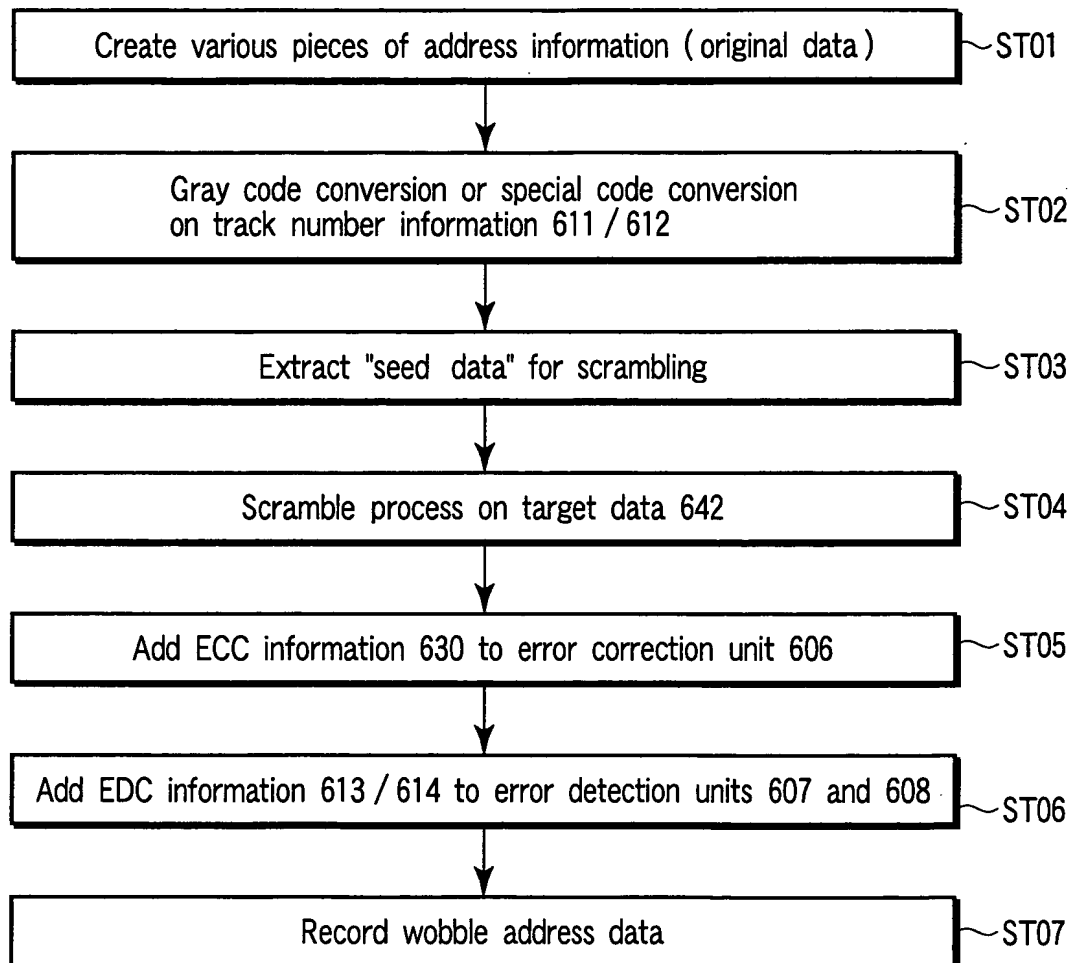 Create various pieces of address information (original data)
ST01
Gray code conversion or special code conversion
on track number information 611 / 612
ST02
Extract "seed data" for scrambling
ST03
Scramble process on target data 642
ST04
Add ECC information 630 to error correction unit 606
ST05
Add EDC information 613 / 614 to error detection units 607 and 608
ST06
Record wobble address data
ST07